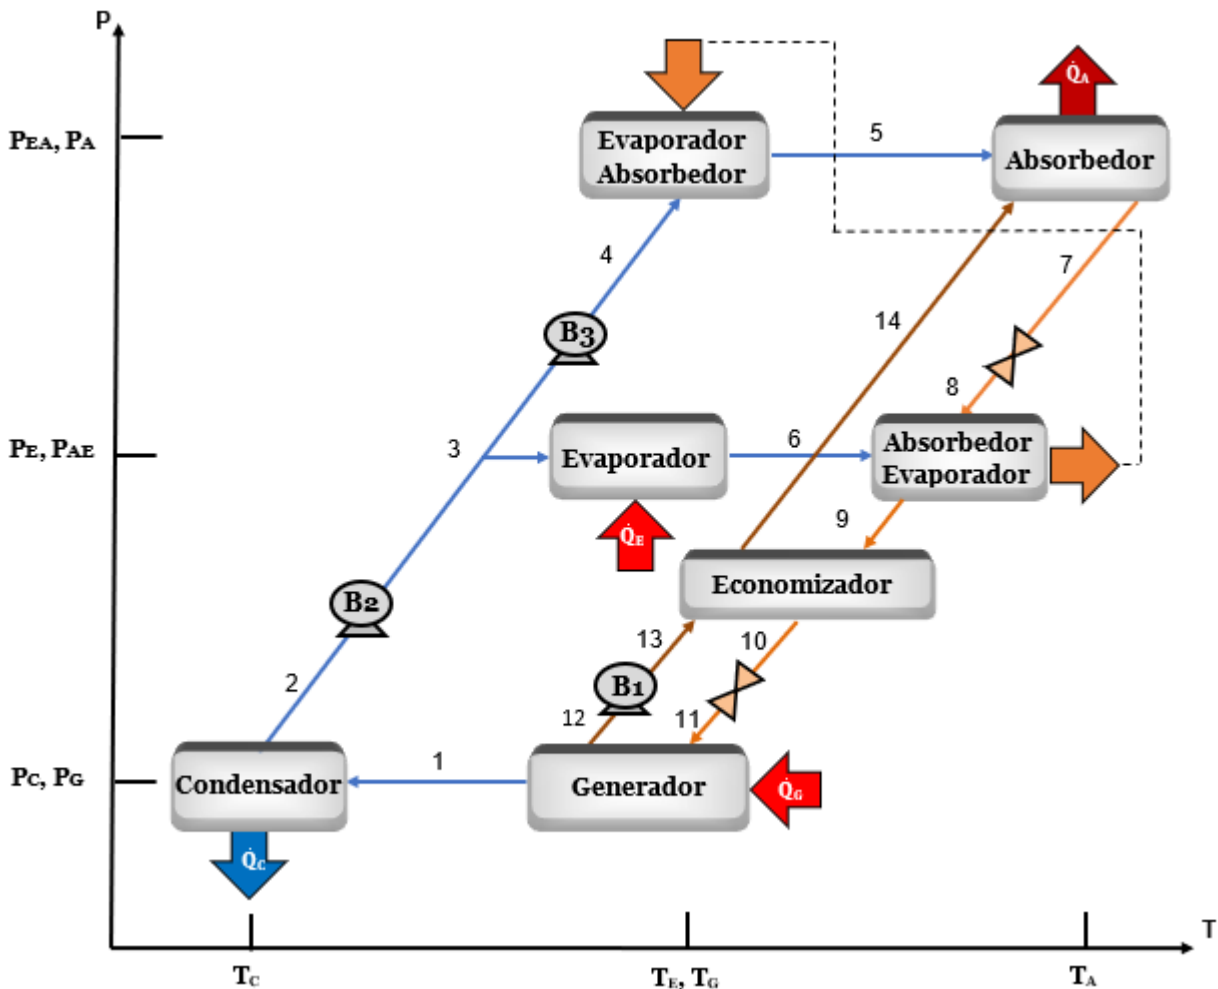 P
PEA, PA
Evaporador
Absorbedor
5
Q̇A
Absorbedor
4
7
B3
14
8
PE, PAE
3
Evaporador
6
Absorbedor
Evaporador
Q̇E
9
Economizador
B2
13
10
2
B1
12
11
PC, PG
Condensador
1
Generador
Q̇G
Q̇C
T
TC
TE, TG
TA